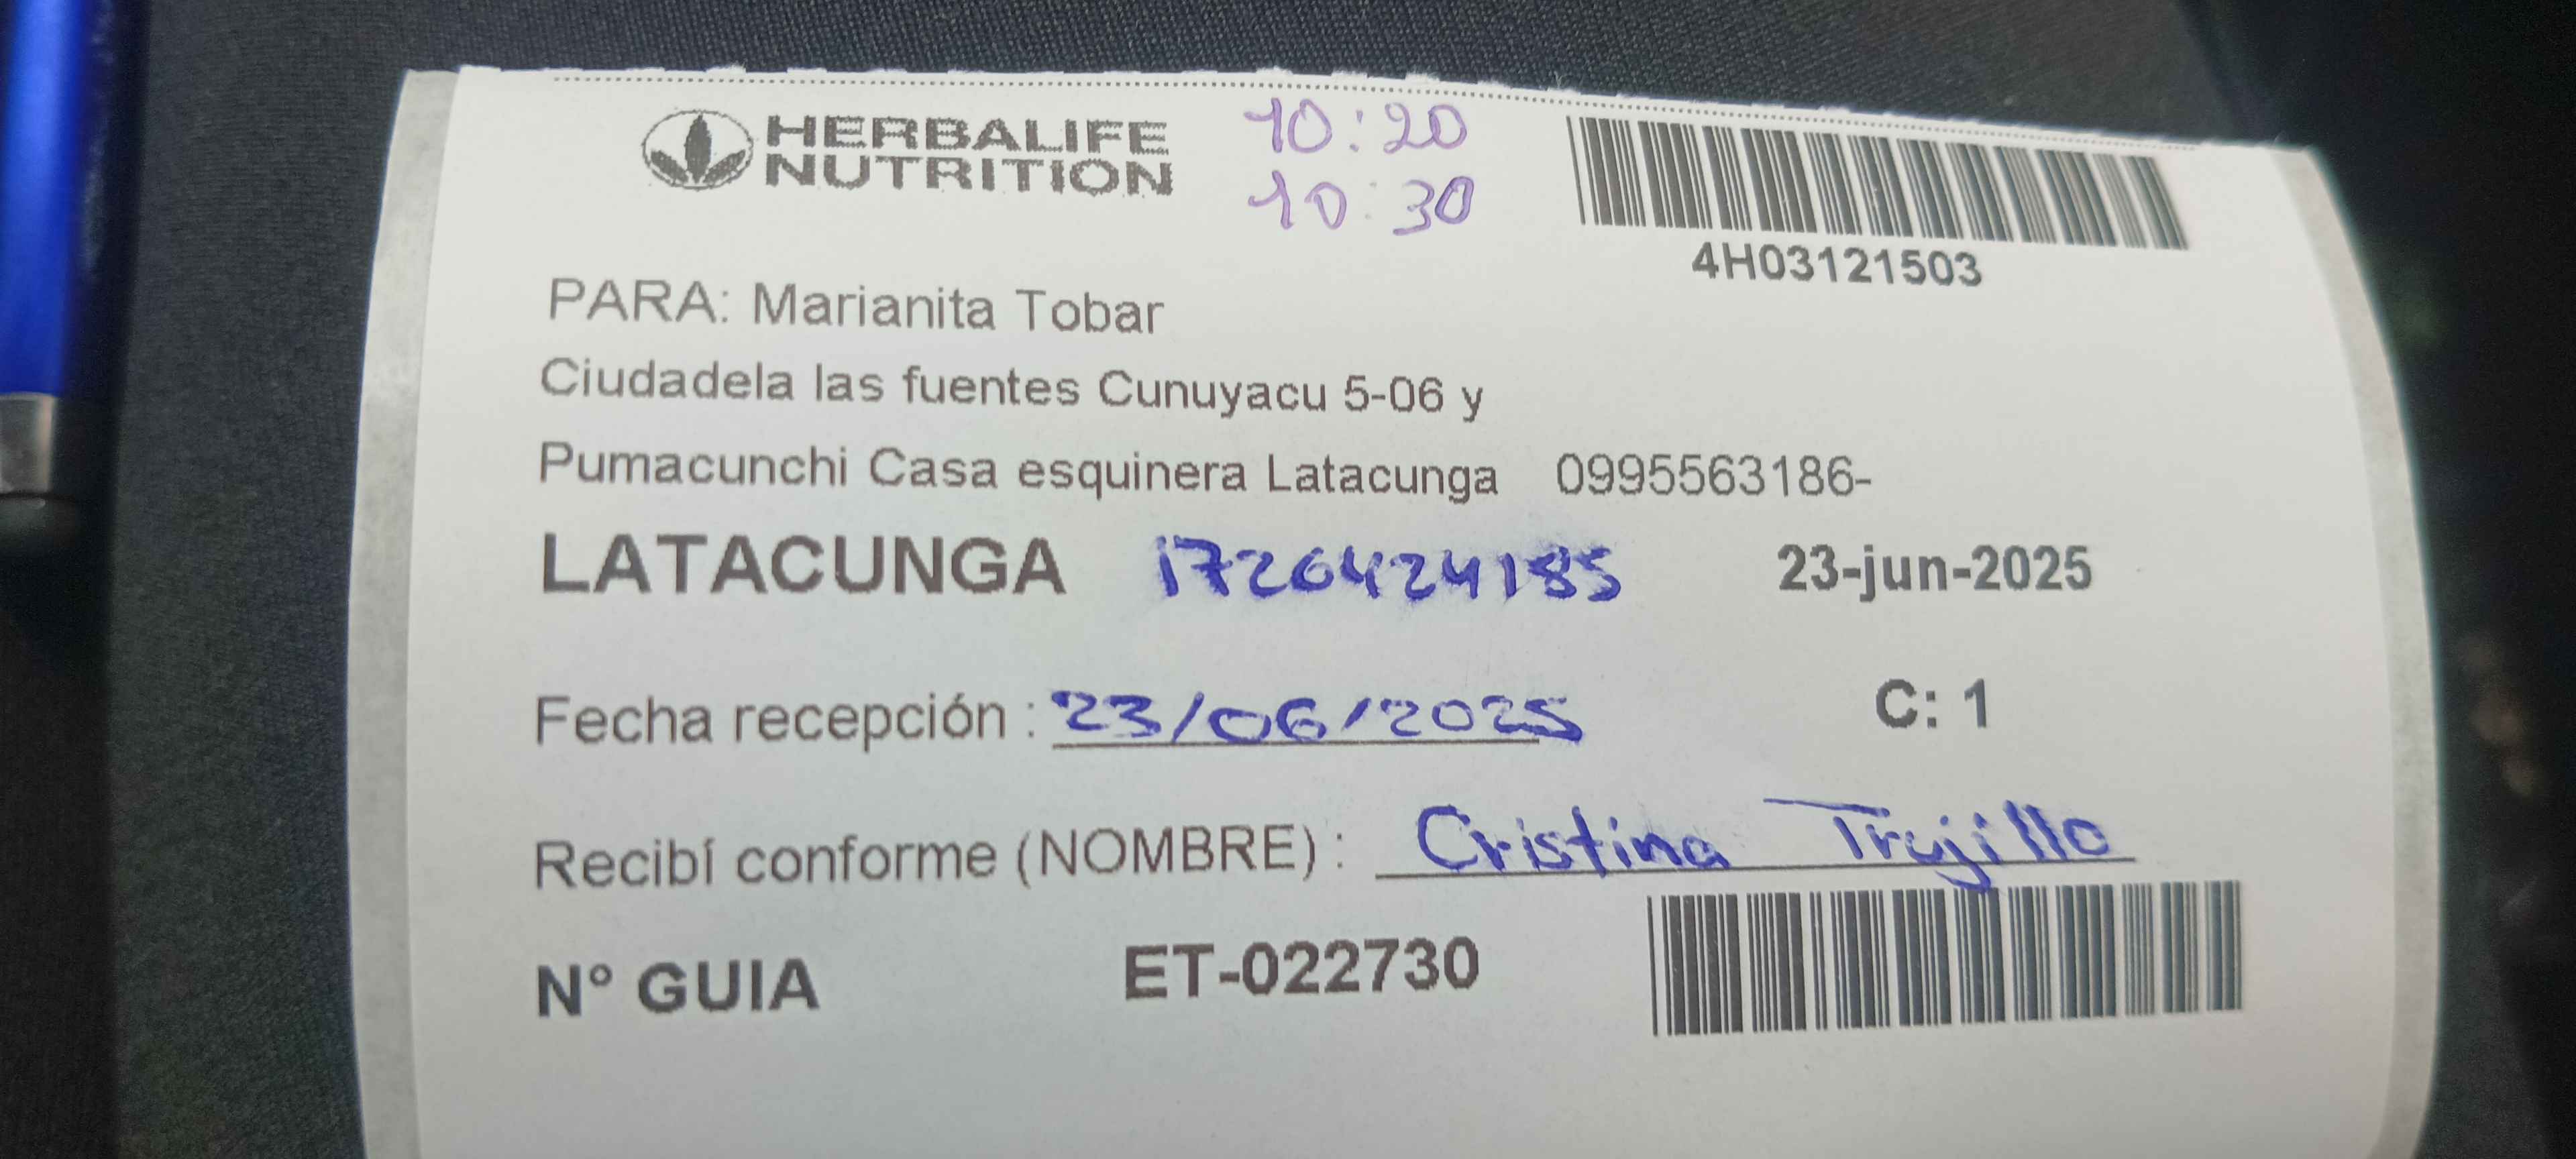 HERBALIFE
NUTRITION
10:20
10:30
4H03121503
PARA: Marianita Tobar
Ciudadela las fuentes Cunuyacu 5-06 y
Pumacunchi Casa esquinera Latacunga 0995563186-
LATACUNGA 1720424185 23-jun-2025
Fecha recepción : 23/06/2025 C: 1
Recibí conforme (NOMBRE) : Cristina Trujillo
N° GUIA ET-022730